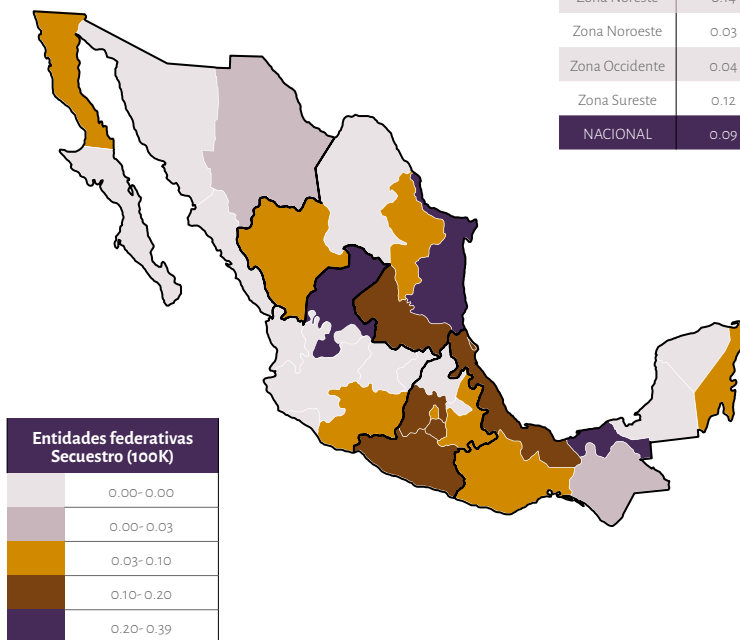 Zona Noroeste 0.03
Zona Occidente 0.04
Zona Sureste 0.12
NACIONAL 0.09
Entidades federativas
Secuestro (100K)
0.00- 0.00
0.00- 0.03
0.03- 0.10
0.10- 0.20
0.20- 0.39